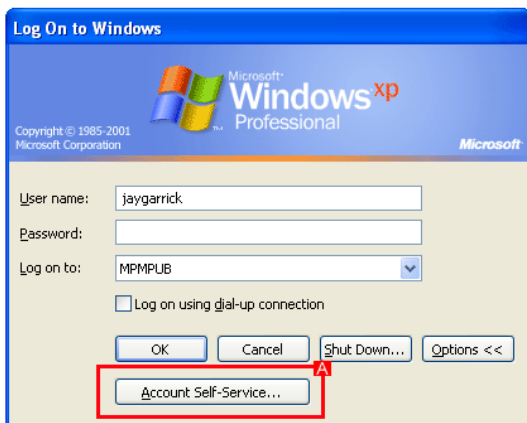 Log On to Windows
Microsoft®
Windows xp
Professional
Copyright © 1985-2001
Microsoft Corporation
Microsoft®
User name: jaygarrick
Password:
Log on to: MPMPUB
Log on using dial-up connection
OK Cancel Shut Down... Options <<
A
Account Self-Service...